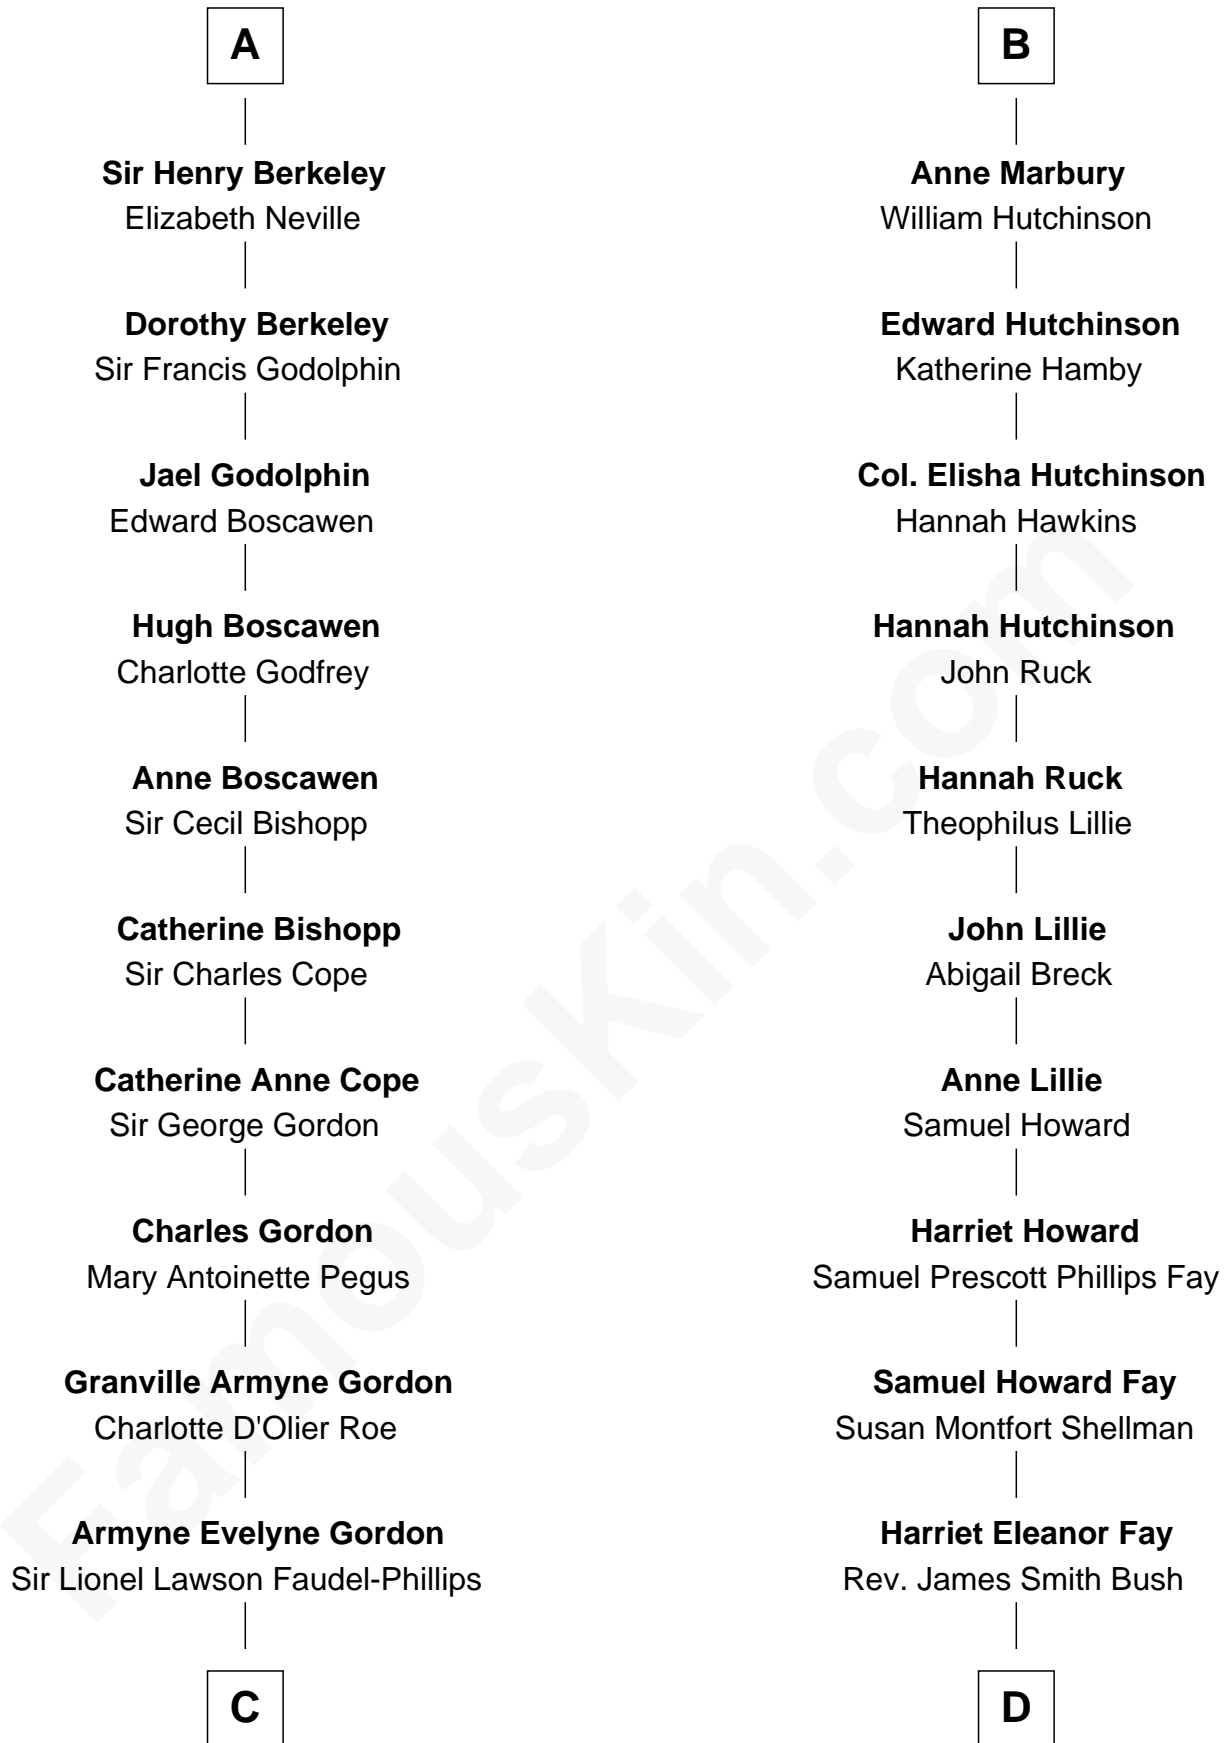 A
Sir Henry Berkeley
Elizabeth Neville
Dorothy Berkeley
Sir Francis Godolphin
Jael Godolphin
Edward Boscawen
Hugh Boscawen
Charlotte Godfrey
Anne Boscawen
Sir Cecil Bishopp
Catherine Bishopp
Sir Charles Cope
Catherine Anne Cope
Sir George Gordon
Charles Gordon
Mary Antoinette Pegus
Granville Armyne Gordon
Charlotte D'Olier Roe
Armyne Evelyne Gordon
Sir Lionel Lawson Faudel-Phillips
C
B
Anne Marbury
William Hutchinson
Edward Hutchinson
Katherine Hamby
Col. Elisha Hutchinson
Hannah Hawkins
Hannah Hutchinson
John Ruck
Hannah Ruck
Theophilus Lillie
John Lillie
Abigail Breck
Anne Lillie
Samuel Howard
Harriet Howard
Samuel Prescott Phillips Fay
Samuel Howard Fay
Susan Montfort Shellman
Harriet Eleanor Fay
Rev. James Smith Bush
D
FamousKin.com